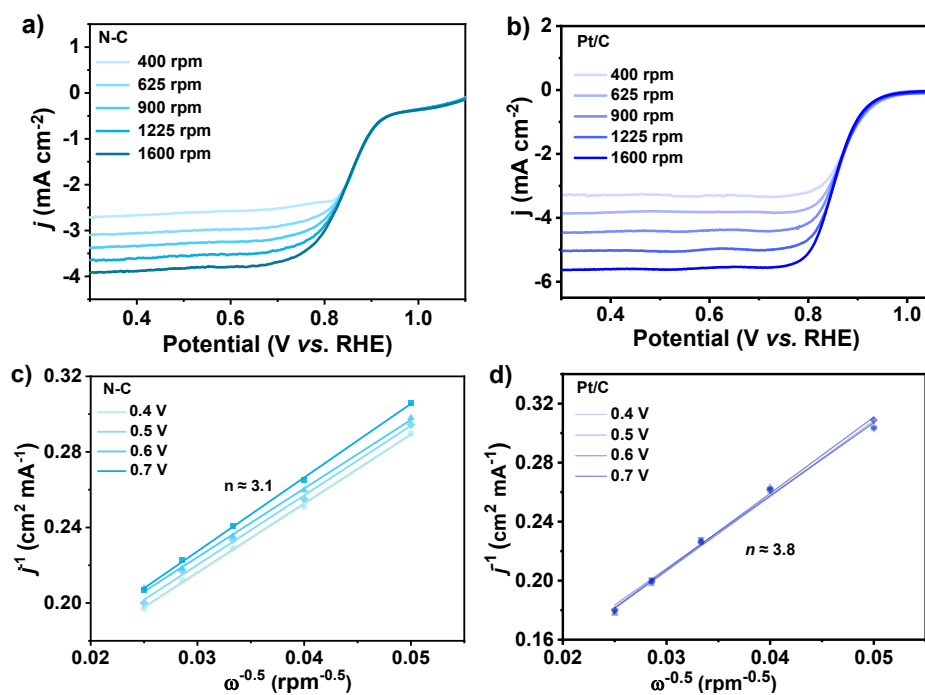 a)
N-C
400 rpm
625 rpm
900 rpm
1225 rpm
1600 rpm
1
0
-1
-2
-3
-4
j (mA cm-2)
0.4 0.6 0.8 1.0
Potential (V vs. RHE)
b)
Pt/C
400 rpm
625 rpm
900 rpm
1225 rpm
1600 rpm
2
0
-2
-4
-6
j (mA cm-2)
0.4 0.6 0.8 1.0
Potential (V vs. RHE)
c)
N-C
0.4 V
0.5 V
0.6 V
0.7 V
n ≈ 3.1
0.32
0.28
0.24
0.20
j-1 (cm2 mA-1)
0.02 0.03 0.04 0.05
ω-0.5 (rpm-0.5)
d)
Pt/C
0.4 V
0.5 V
0.6 V
0.7 V
n ≈ 3.8
0.32
0.28
0.24
0.20
0.16
j-1 (cm2 mA-1)
0.02 0.03 0.04 0.05
ω-0.5 (rpm-0.5)